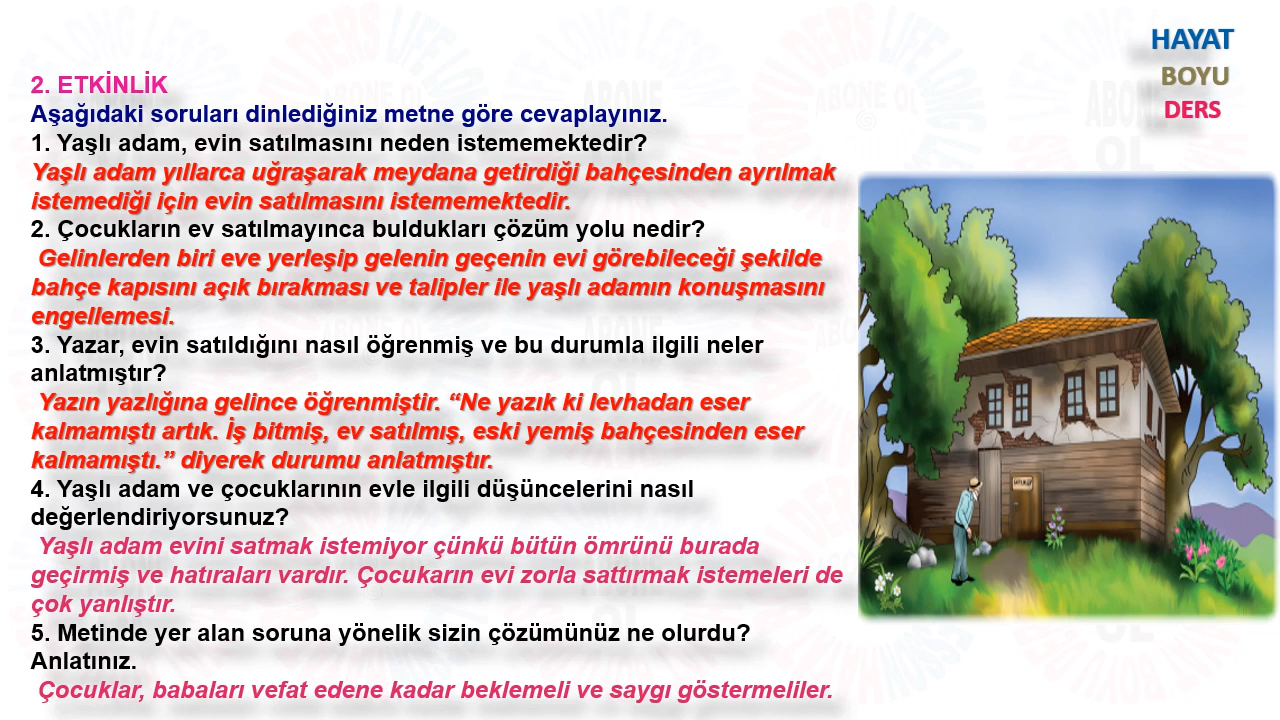 HAYAT
BOYU
DERS
2. ETKİNLİK
Aşağıdaki soruları dinlediğiniz metne göre cevaplayınız.
1. Yaşlı adam, evin satılmasını neden istememektedir?
Yaşlı adam yıllarca uğraşarak meydana getirdiği bahçesinden ayrılmak
istemediği için evin satılmasını istememektedir.
2. Çocukların ev satılmayınca buldukları çözüm yolu nedir?
Gelinlerden biri eve yerleşip gelenin geçenin evi görebileceği şekilde
bahçe kapısını açık bırakması ve talipler ile yaşlı adamın konuşmasını
engellemesi.
3. Yazar, evin satıldığını nasıl öğrenmiş ve bu durumla ilgili neler
anlatmıştır?
Yazın yazlığına gelince öğrenmiştir. “Ne yazık ki levhadan eser
kalmamıştı artık. İş bitmiş, ev satılmış, eski yemiş bahçesinden eser
kalmamıştı.” diyerek durumu anlatmıştır.
4. Yaşlı adam ve çocuklarının evle ilgili düşüncelerini nasıl
değerlendiriyorsunuz?
Yaşlı adam evini satmak istemiyor çünkü bütün ömrünü burada
geçirmiş ve hatıraları vardır. Çocukarın evi zorla sattırmak istemeleri de
çok yanlıştır.
5. Metinde yer alan soruna yönelik sizin çözümünüz ne olurdu?
Anlatınız.
Çocuklar, babaları vefat edene kadar beklemeli ve saygı göstermeliler.
ABONE OL
ABONE
OL